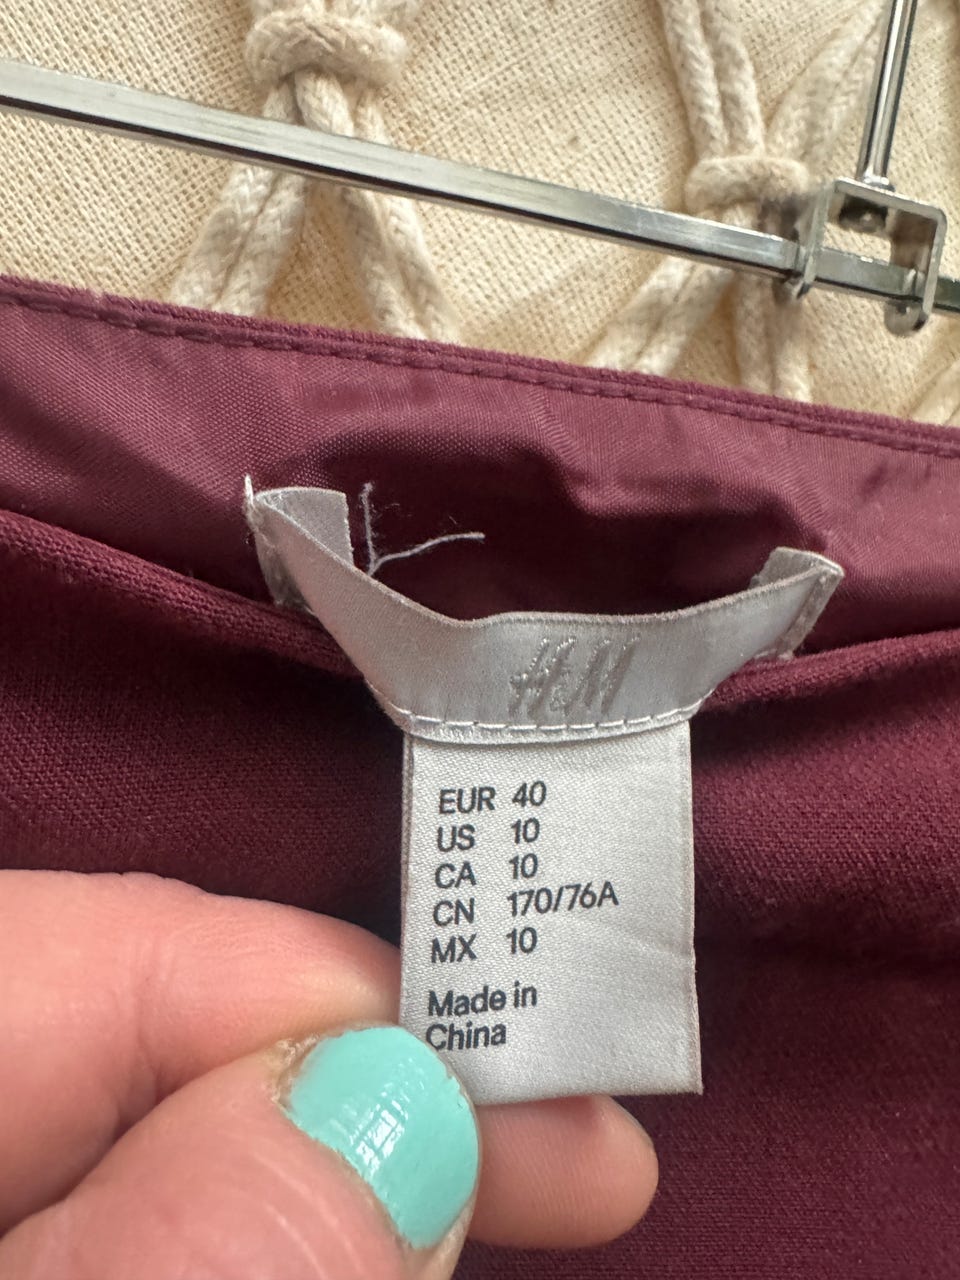 H&M
EUR 40
US 10
CA 10
CN 170/76A
MX 10
Made in
China